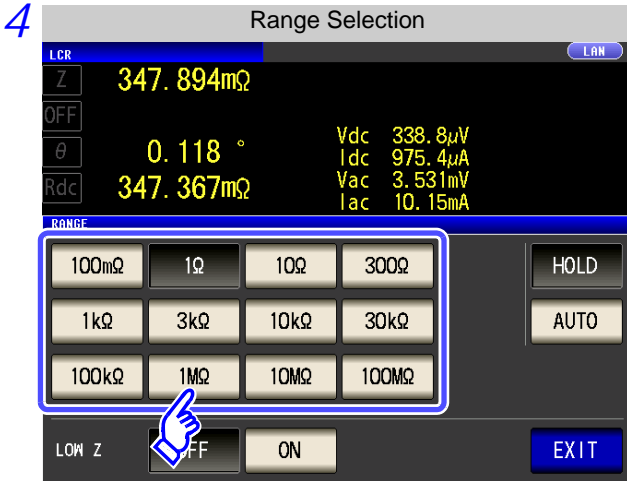 4
Range Selection
LCR
LAN
Z 347.894mΩ
OFF
θ 0.118 °
Rdc 347.367mΩ
Vdc 338.8μV
Idc 975.4μA
Vac 3.531mV
Iac 10.15mA
RANGE
100mΩ 1Ω 10Ω 300Ω HOLD
1kΩ 3kΩ 10kΩ 30kΩ AUTO
100kΩ 1MΩ 10MΩ 100MΩ
LOW Z OFF ON EXIT